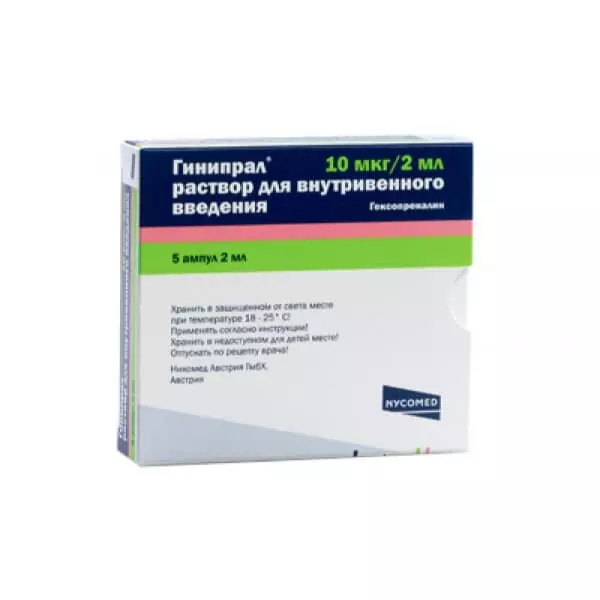 Гинипрал® 10 мкг/2 мл
раствор для внутривенного
введения
Гексопреналин
5 ампул 2 мл
Хранить в защищенном от света месте
при температуре 18 - 25° С!
Применять согласно инструкции!
Хранить в недоступном для детей месте!
Отпускать по рецепту врача!
Никомед Австрия ГмбХ,
Австрия
NYCOMED